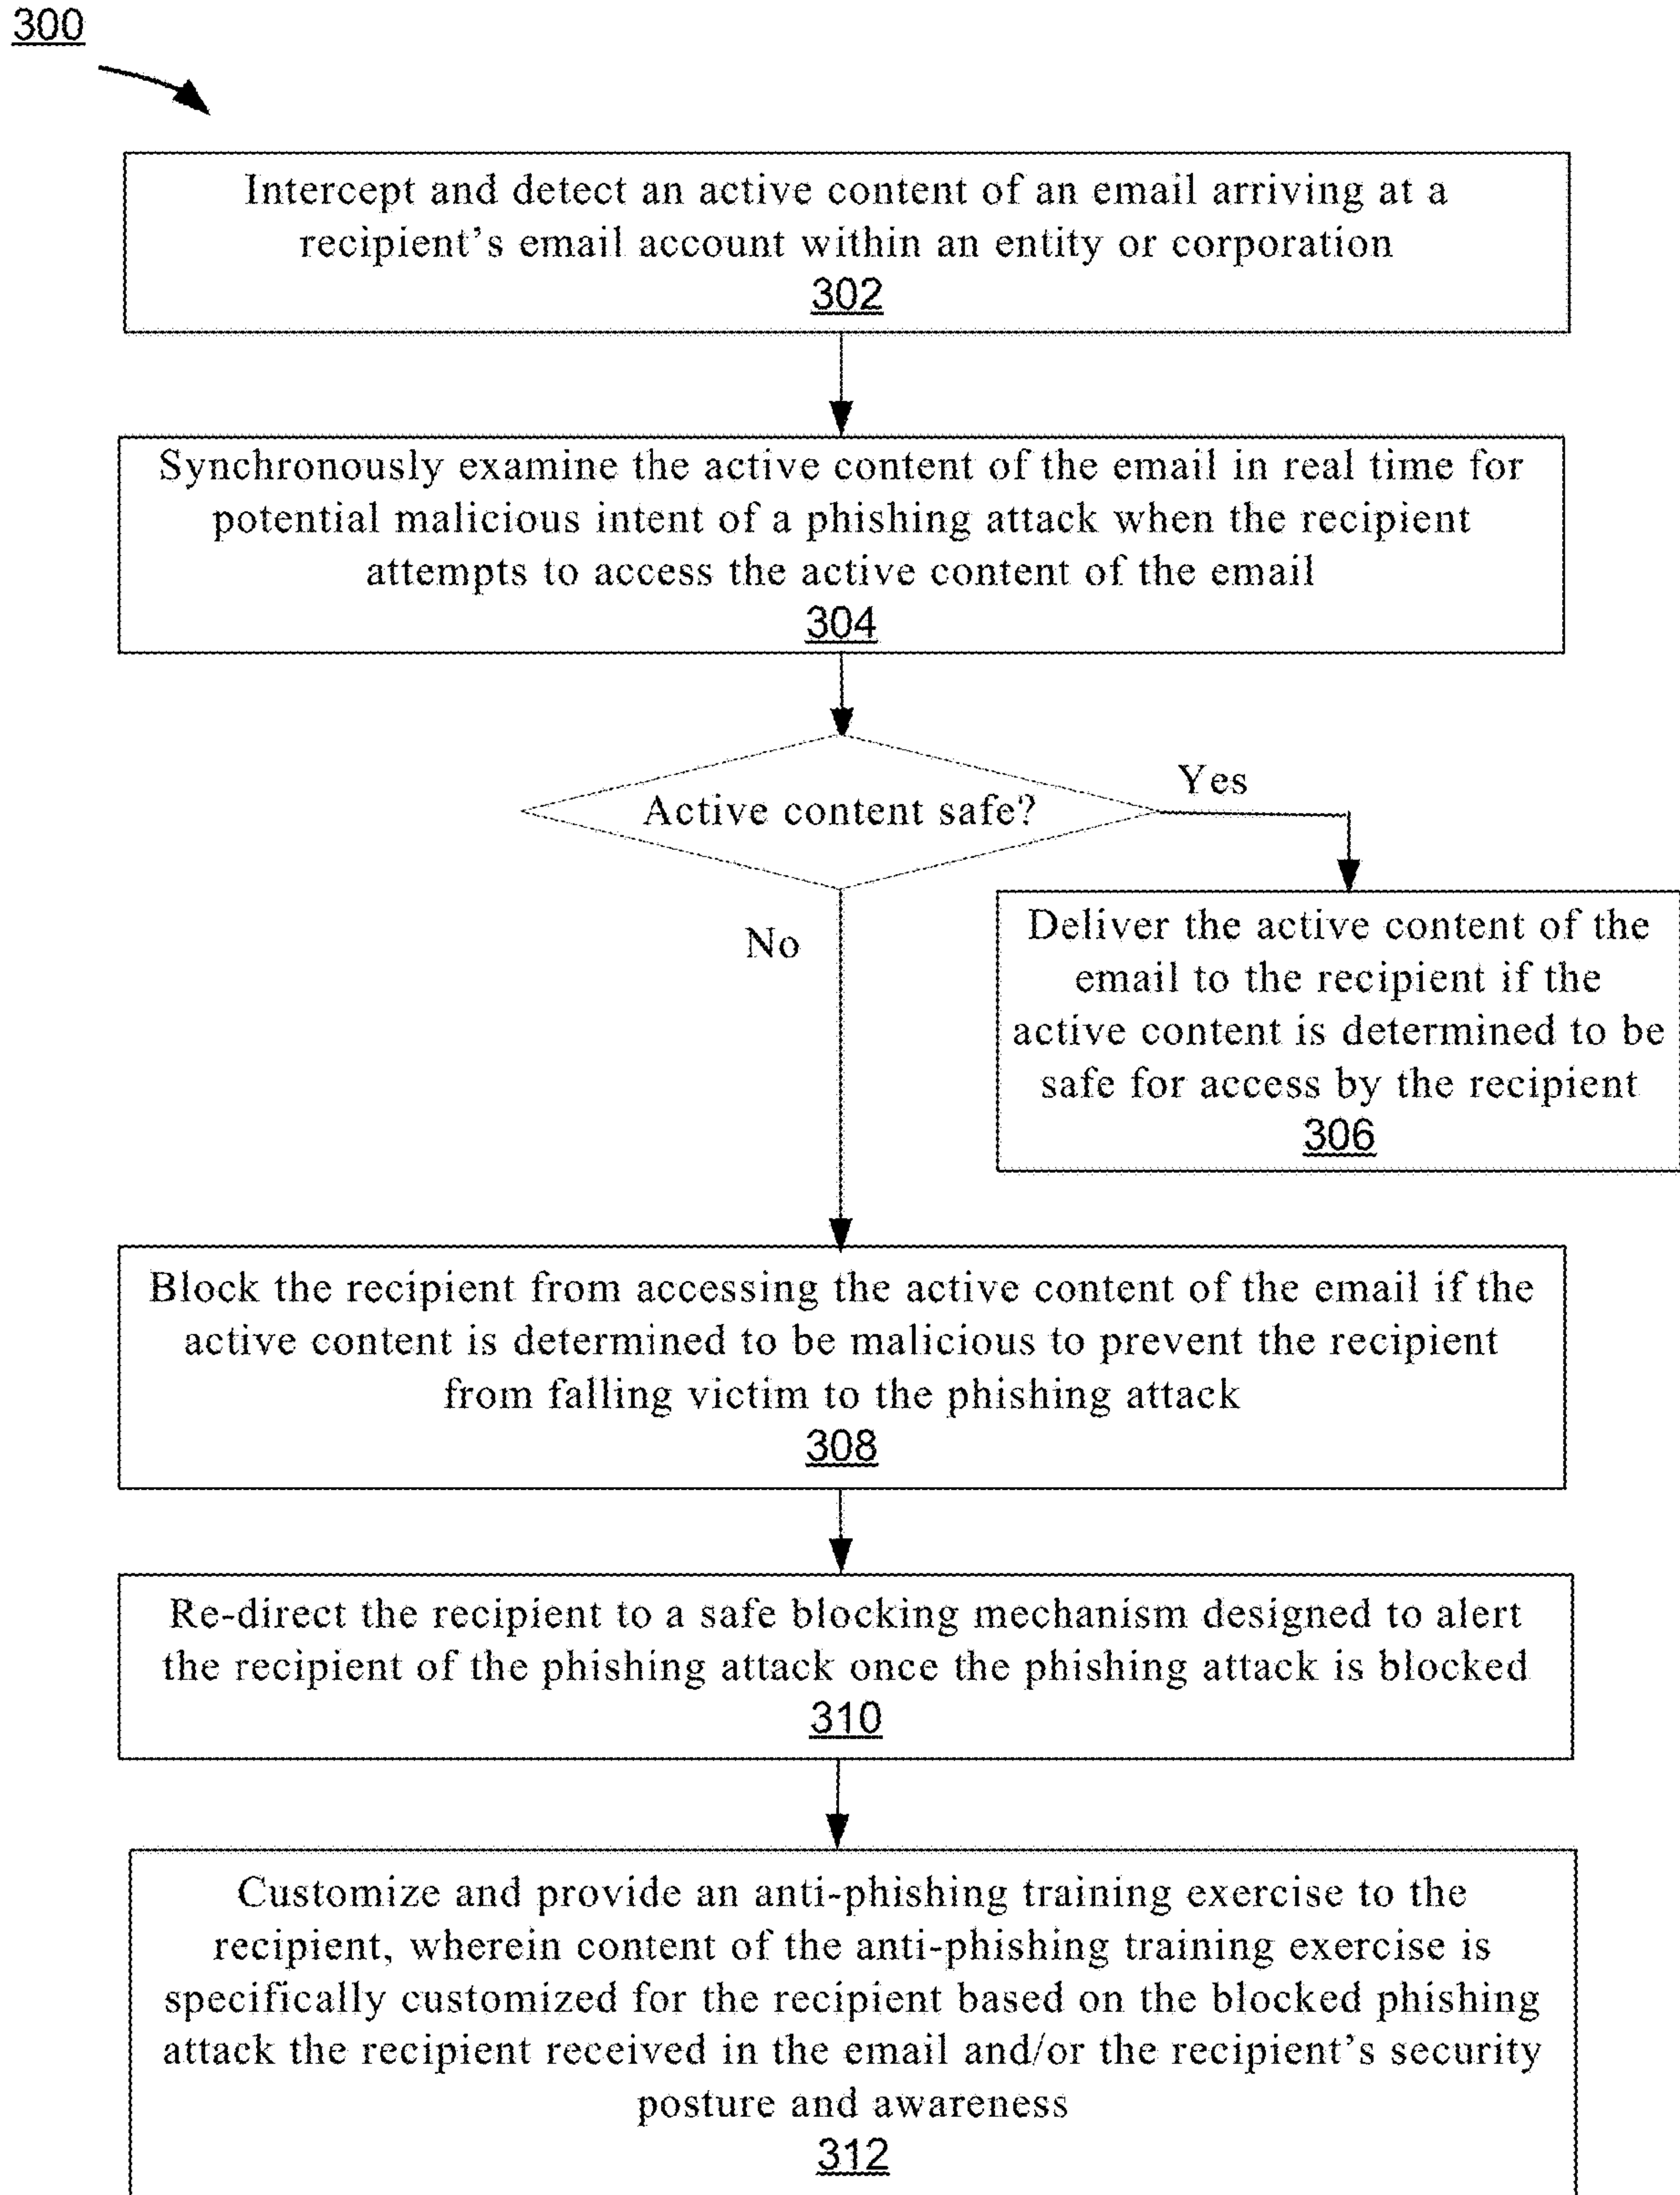 300
Intercept and detect an active content of an email arriving at a
recipient’s email account within an entity or corporation
302
Synchronously examine the active content of the email in real time for
potential malicious intent of a phishing attack when the recipient
attempts to access the active content of the email
304
Active content safe?
Yes
No
Deliver the active content of the
email to the recipient if the
active content is determined to be
safe for access by the recipient
306
Block the recipient from accessing the active content of the email if the
active content is determined to be malicious to prevent the recipient
from falling victim to the phishing attack
308
Re-direct the recipient to a safe blocking mechanism designed to alert
the recipient of the phishing attack once the phishing attack is blocked
310
Customize and provide an anti-phishing training exercise to the
recipient, wherein content of the anti-phishing training exercise is
specifically customized for the recipient based on the blocked phishing
attack the recipient received in the email and/or the recipient’s security
posture and awareness
312